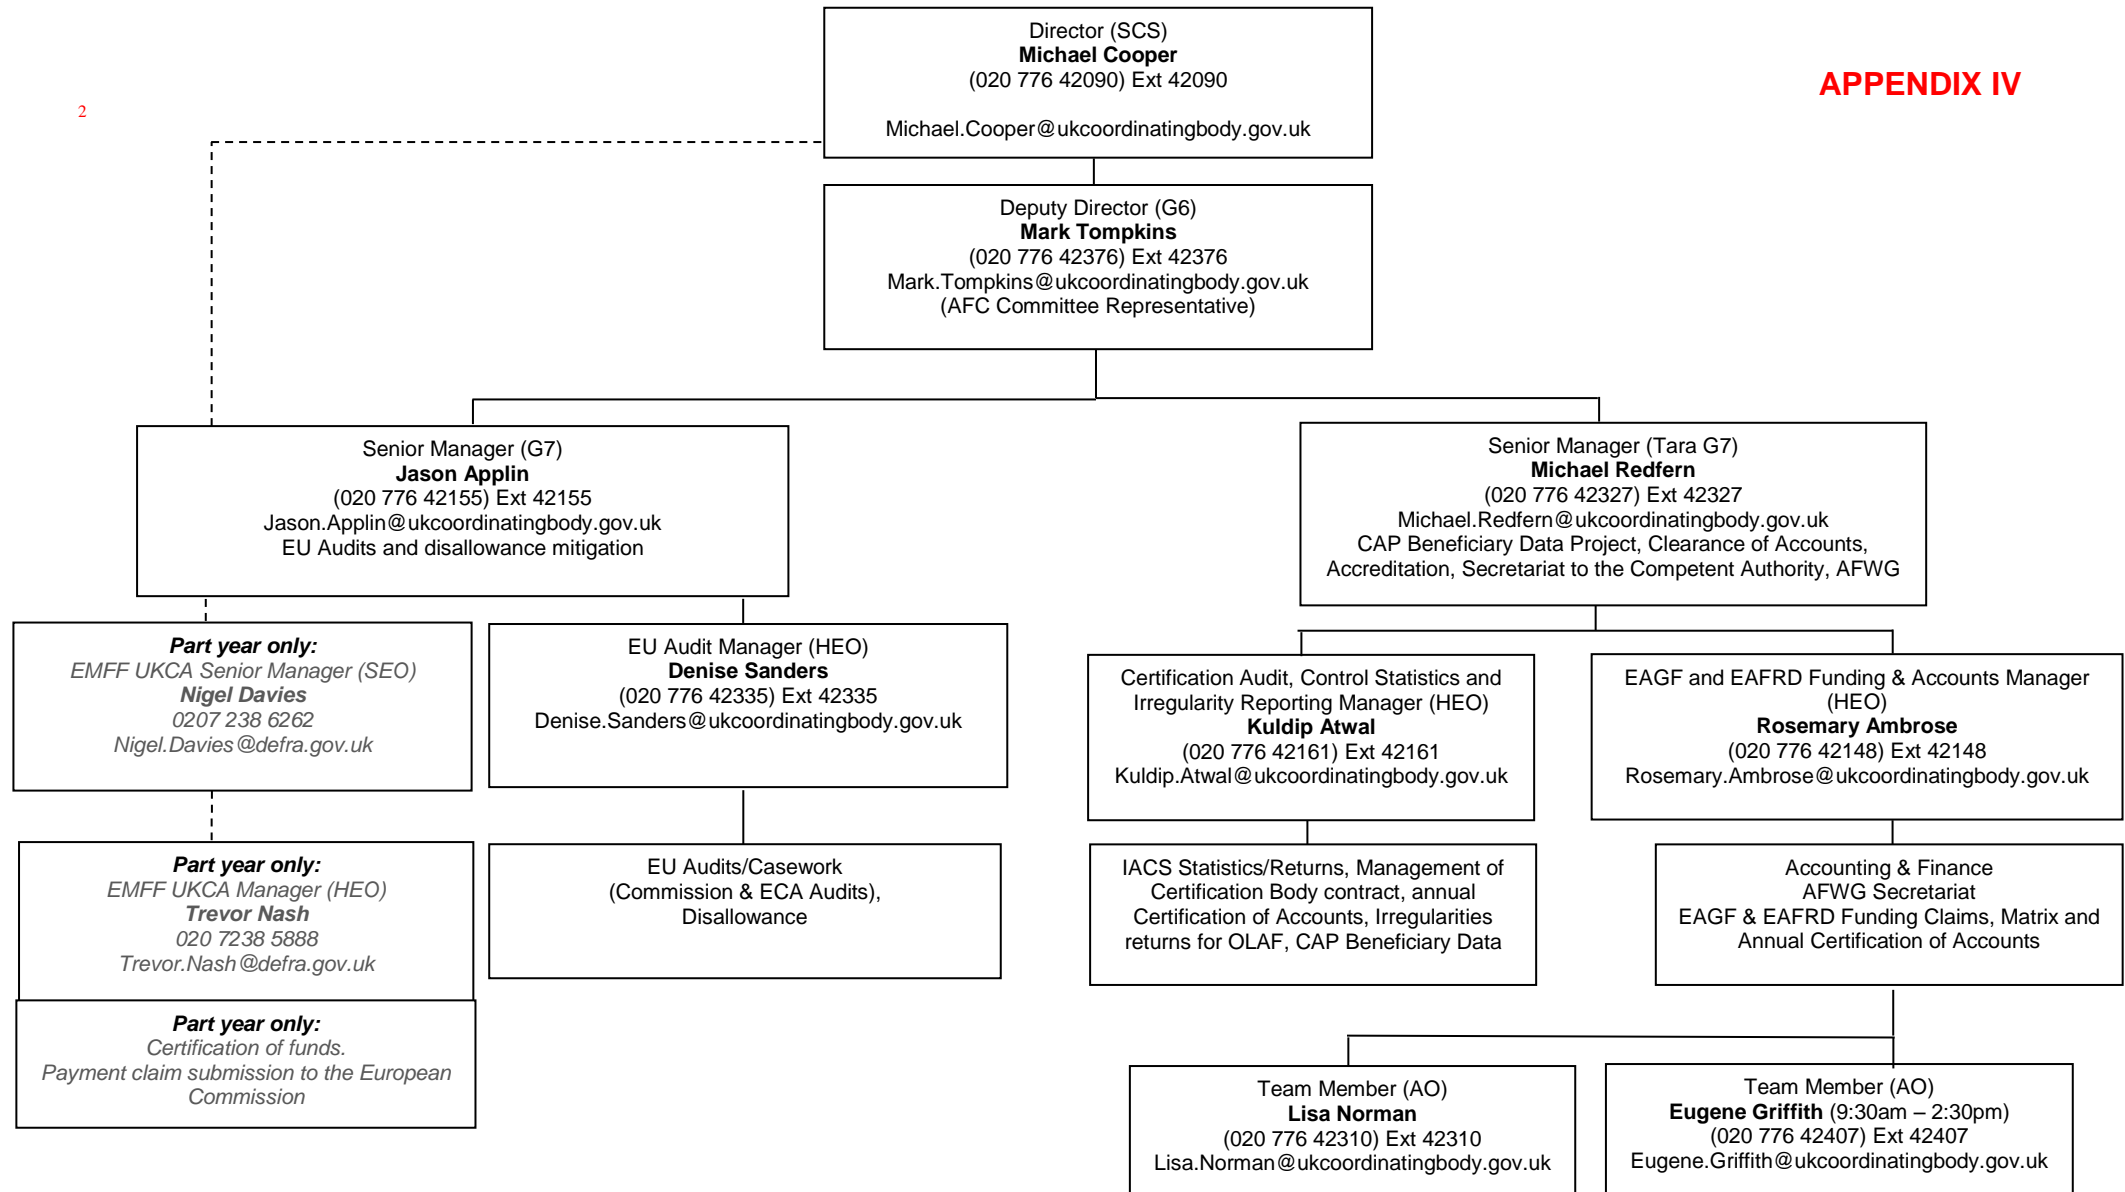 Director (SCS)
Michael Cooper
(020 776 42090) Ext 42090
Michael.Cooper@ukcoordinatingbody.gov.uk
APPENDIX IV
2
Deputy Director (G6)
Mark Tompkins
(020 776 42376) Ext 42376
Mark.Tompkins@ukcoordinatingbody.gov.uk
(AFC Committee Representative)
Senior Manager (G7)
Jason Applin
(020 776 42155) Ext 42155
Jason.Applin@ukcoordinatingbody.gov.uk
EU Audits and disallowance mitigation
Senior Manager (Tara G7)
Michael Redfern
(020 776 42327) Ext 42327
Michael.Redfern@ukcoordinatingbody.gov.uk
CAP Beneficiary Data Project, Clearance of Accounts,
Accreditation, Secretariat to the Competent Authority, AFWG
Part year only:
EMFF UKCA Senior Manager (SEO)
Nigel Davies
0207 238 6262
Nigel.Davies@defra.gov.uk
EU Audit Manager (HEO)
Denise Sanders
(020 776 42335) Ext 42335
Denise.Sanders@ukcoordinatingbody.gov.uk
Certification Audit, Control Statistics and
Irregularity Reporting Manager (HEO)
Kuldip Atwal
(020 776 42161) Ext 42161
Kuldip.Atwal@ukcoordinatingbody.gov.uk
EAGF and EAFRD Funding & Accounts Manager
(HEO)
Rosemary Ambrose
(020 776 42148) Ext 42148
Rosemary.Ambrose@ukcoordinatingbody.gov.uk
Part year only:
EMFF UKCA Manager (HEO)
Trevor Nash
020 7238 5888
Trevor.Nash@defra.gov.uk
EU Audits/Casework
(Commission & ECA Audits),
Disallowance
IACS Statistics/Returns, Management of
Certification Body contract, annual
Certification of Accounts, Irregularities
returns for OLAF, CAP Beneficiary Data
Accounting & Finance
AFWG Secretariat
EAGF & EAFRD Funding Claims, Matrix and
Annual Certification of Accounts
Part year only:
Certification of funds.
Payment claim submission to the European
Commission
Team Member (AO)
Lisa Norman
(020 776 42310) Ext 42310
Lisa.Norman@ukcoordinatingbody.gov.uk
Team Member (AO)
Eugene Griffith (9:30am – 2:30pm)
(020 776 42407) Ext 42407
Eugene.Griffith@ukcoordinatingbody.gov.uk